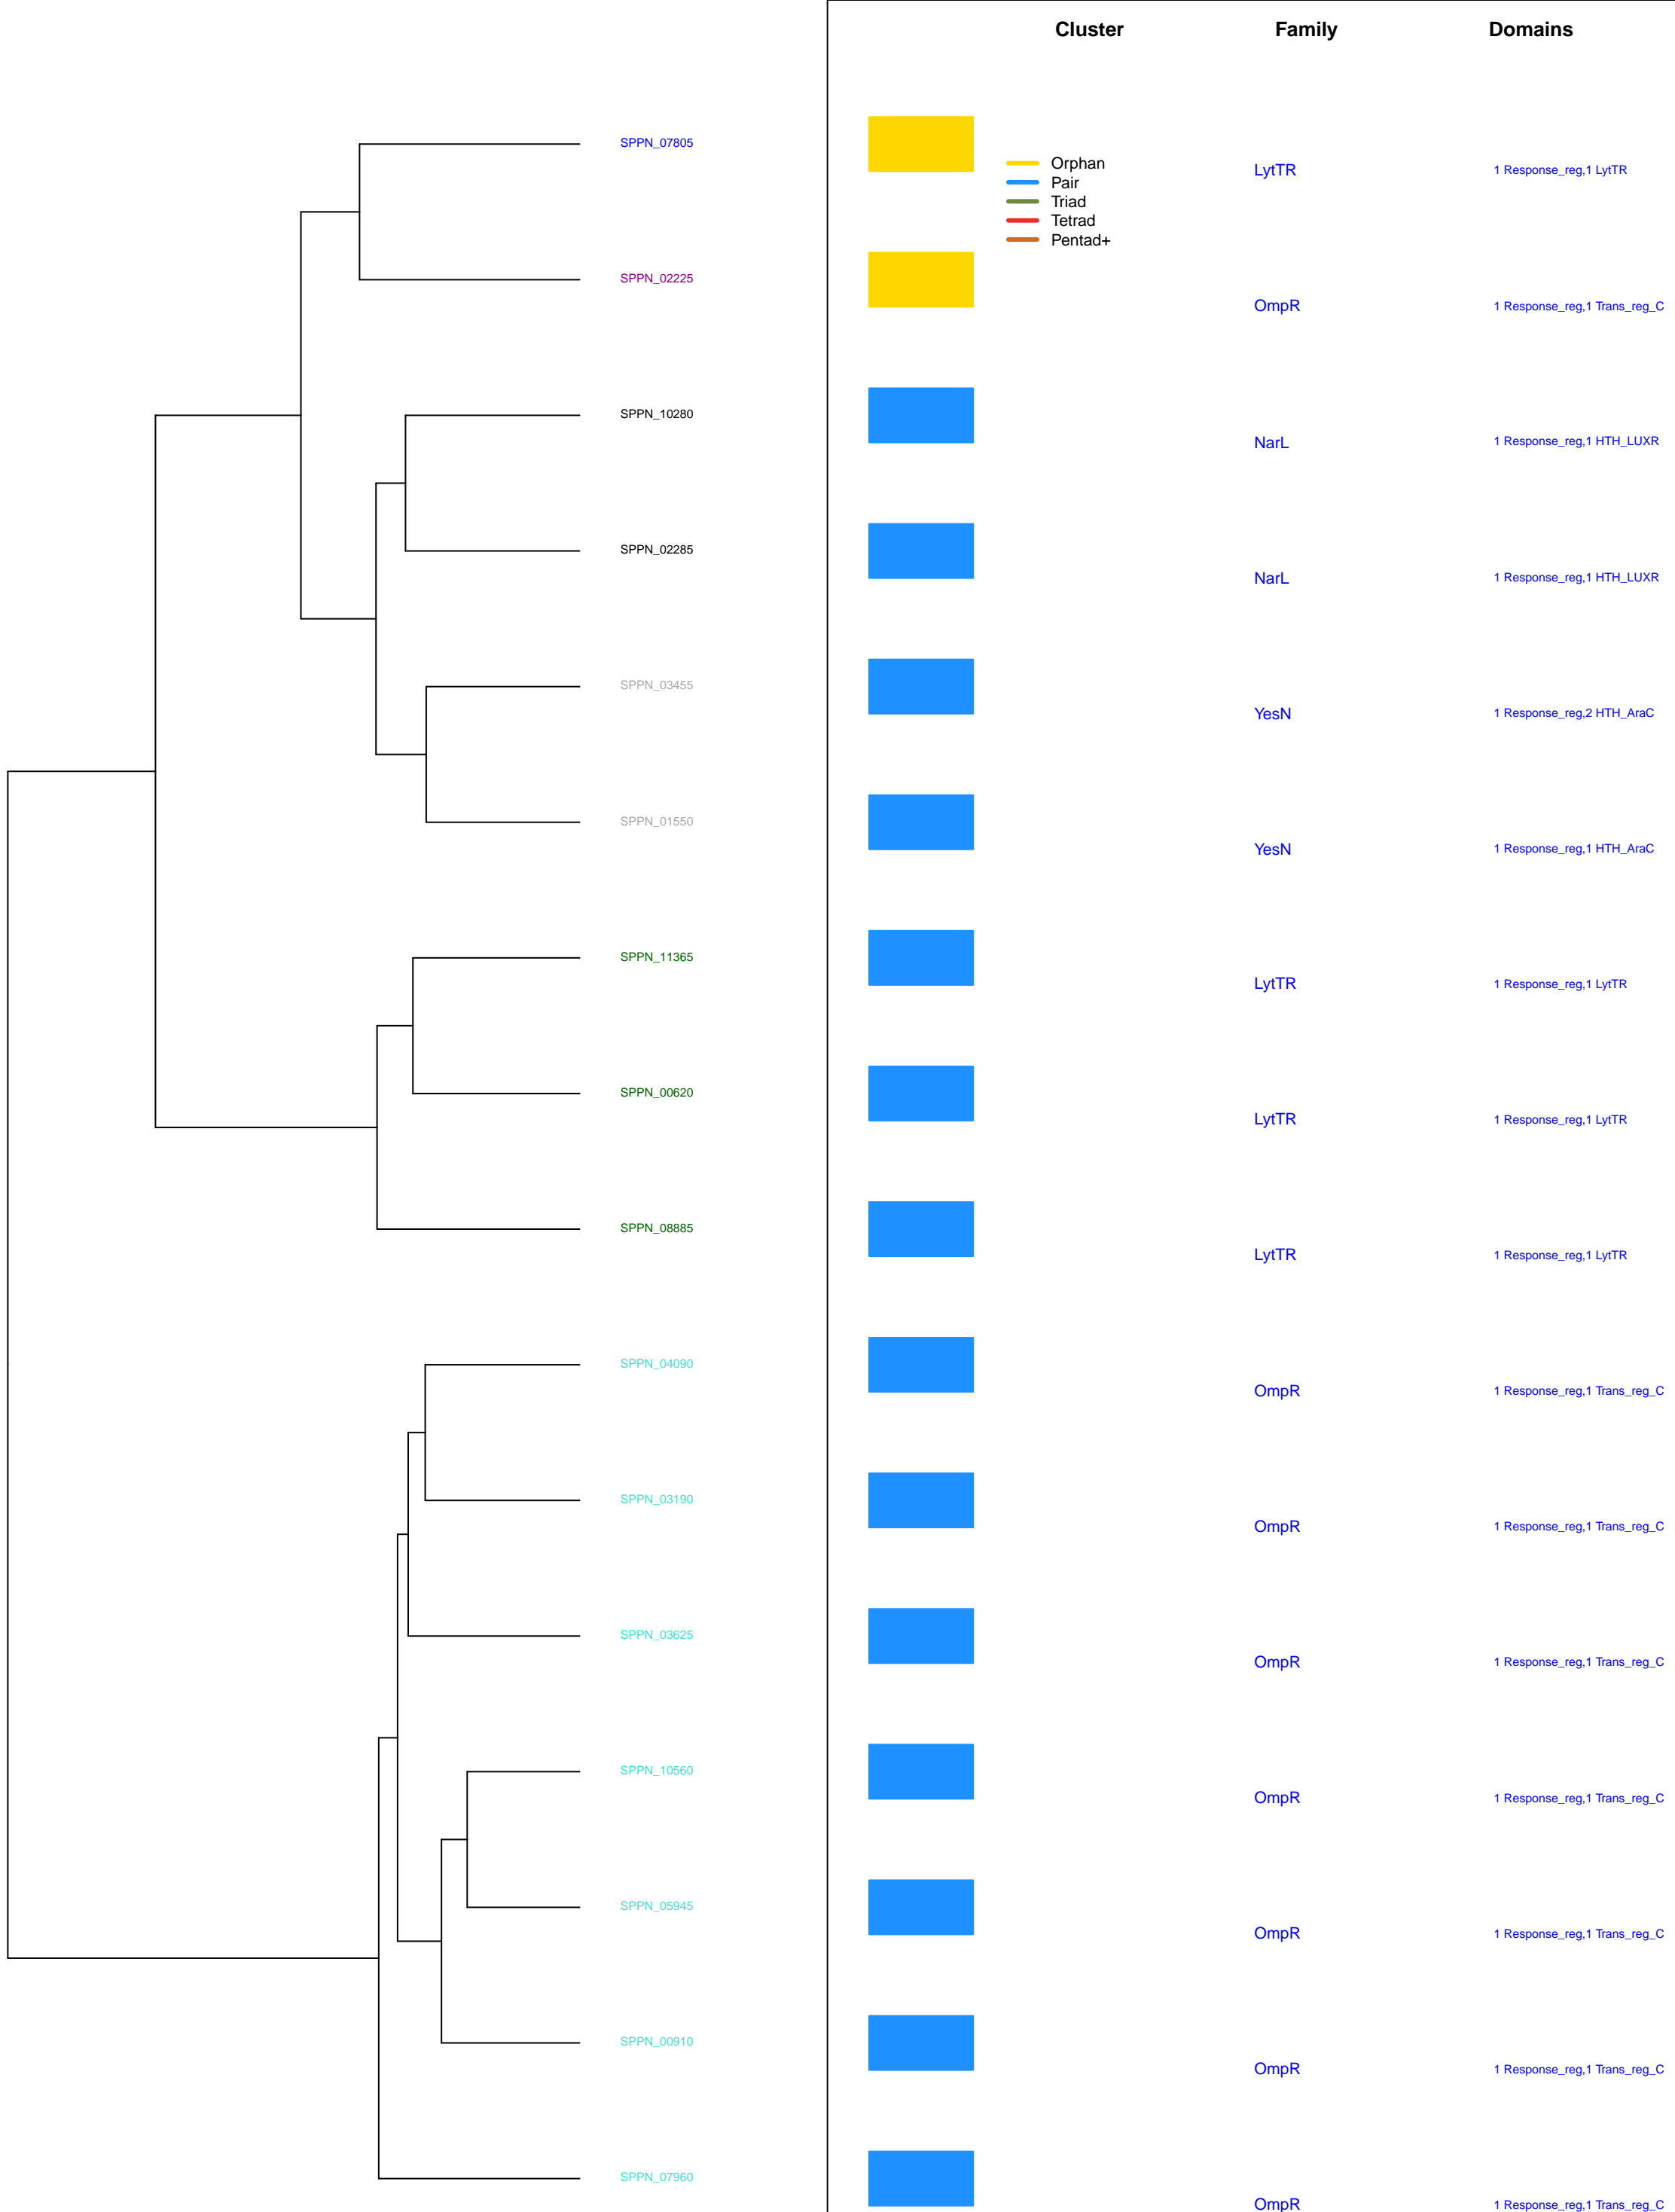 Cluster Family Domains
SPPN_07805
Orphan
LytTR 1 Response_reg,1 LytTR
Pair
Triad
Tetrad
Pentad+
SPPN_02225
OmpR 1 Response_reg,1 Trans_reg_C
SPPN_10280
NarL 1 Response_reg,1 HTH_LUXR
SPPN_02285
NarL 1 Response_reg,1 HTH_LUXR
SPPN_03455
YesN 1 Response_reg,2 HTH_AraC
SPPN_01550
YesN 1 Response_reg,1 HTH_AraC
SPPN_11365
LytTR 1 Response_reg,1 LytTR
SPPN_00620
LytTR 1 Response_reg,1 LytTR
SPPN_08885
LytTR 1 Response_reg,1 LytTR
SPPN_04090
OmpR 1 Response_reg,1 Trans_reg_C
SPPN_03190
OmpR 1 Response_reg,1 Trans_reg_C
SPPN_03625
OmpR 1 Response_reg,1 Trans_reg_C
SPPN_10560
OmpR 1 Response_reg,1 Trans_reg_C
SPPN_05945
OmpR 1 Response_reg,1 Trans_reg_C
SPPN_00910
OmpR 1 Response_reg,1 Trans_reg_C
SPPN_07960
OmpR 1 Response_reg,1 Trans_reg_C